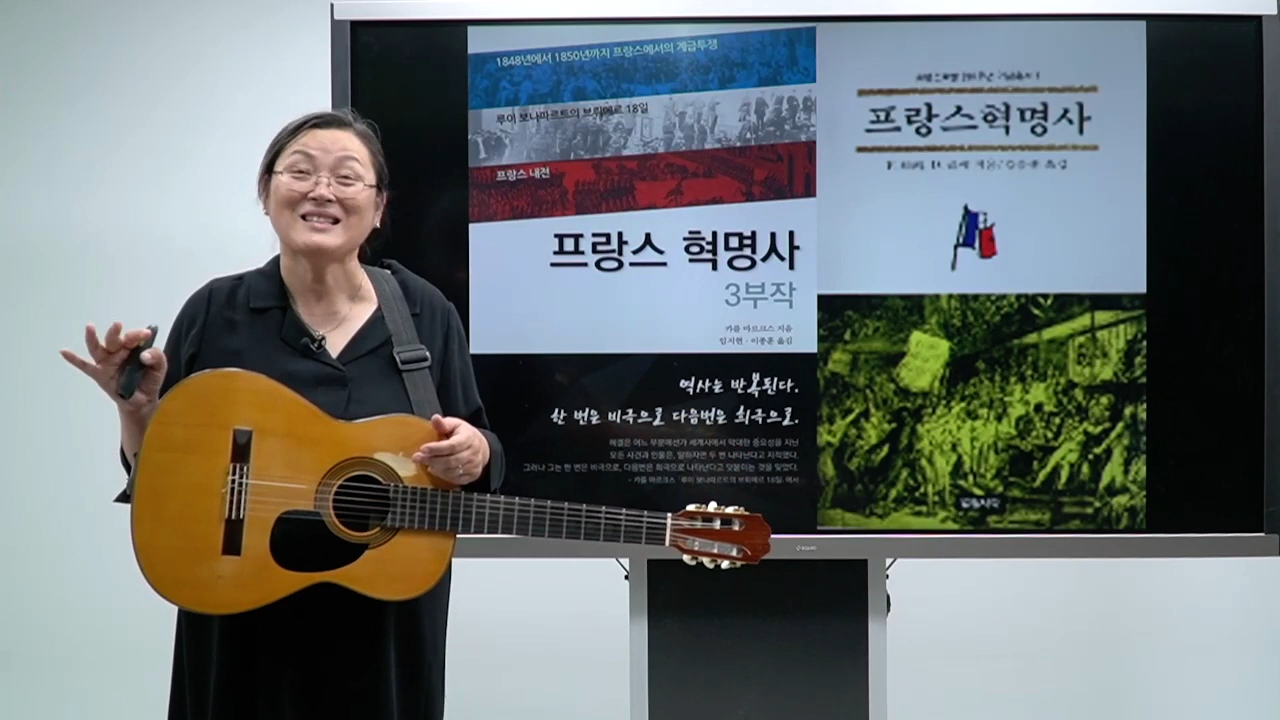 1848년에서 1850년까지 프랑스에서의 계급투쟁
루이 보나파르트의 브뤼메르 18일
프랑스 내전
프랑스 혁명사
3부작
카를 마르크스 지음
임지현 · 이종훈 옮김
역사는 반복된다.
한 번은 비극으로 다음번은 희극으로.
헤겔은 어느 부분에선가 세계사에서 막대한 중요성을 지닌
모든 사건과 인물은, 말하자면 두 번 나타난다고 지적했다.
그러나 그는 한 번은 비극으로, 다음번은 희극으로 나타난다고 덧붙이는 것을 잊었다.
- 카를 마르크스 「루이 보나파르트의 브뤼메르 18일」에서
프랑스혁명사